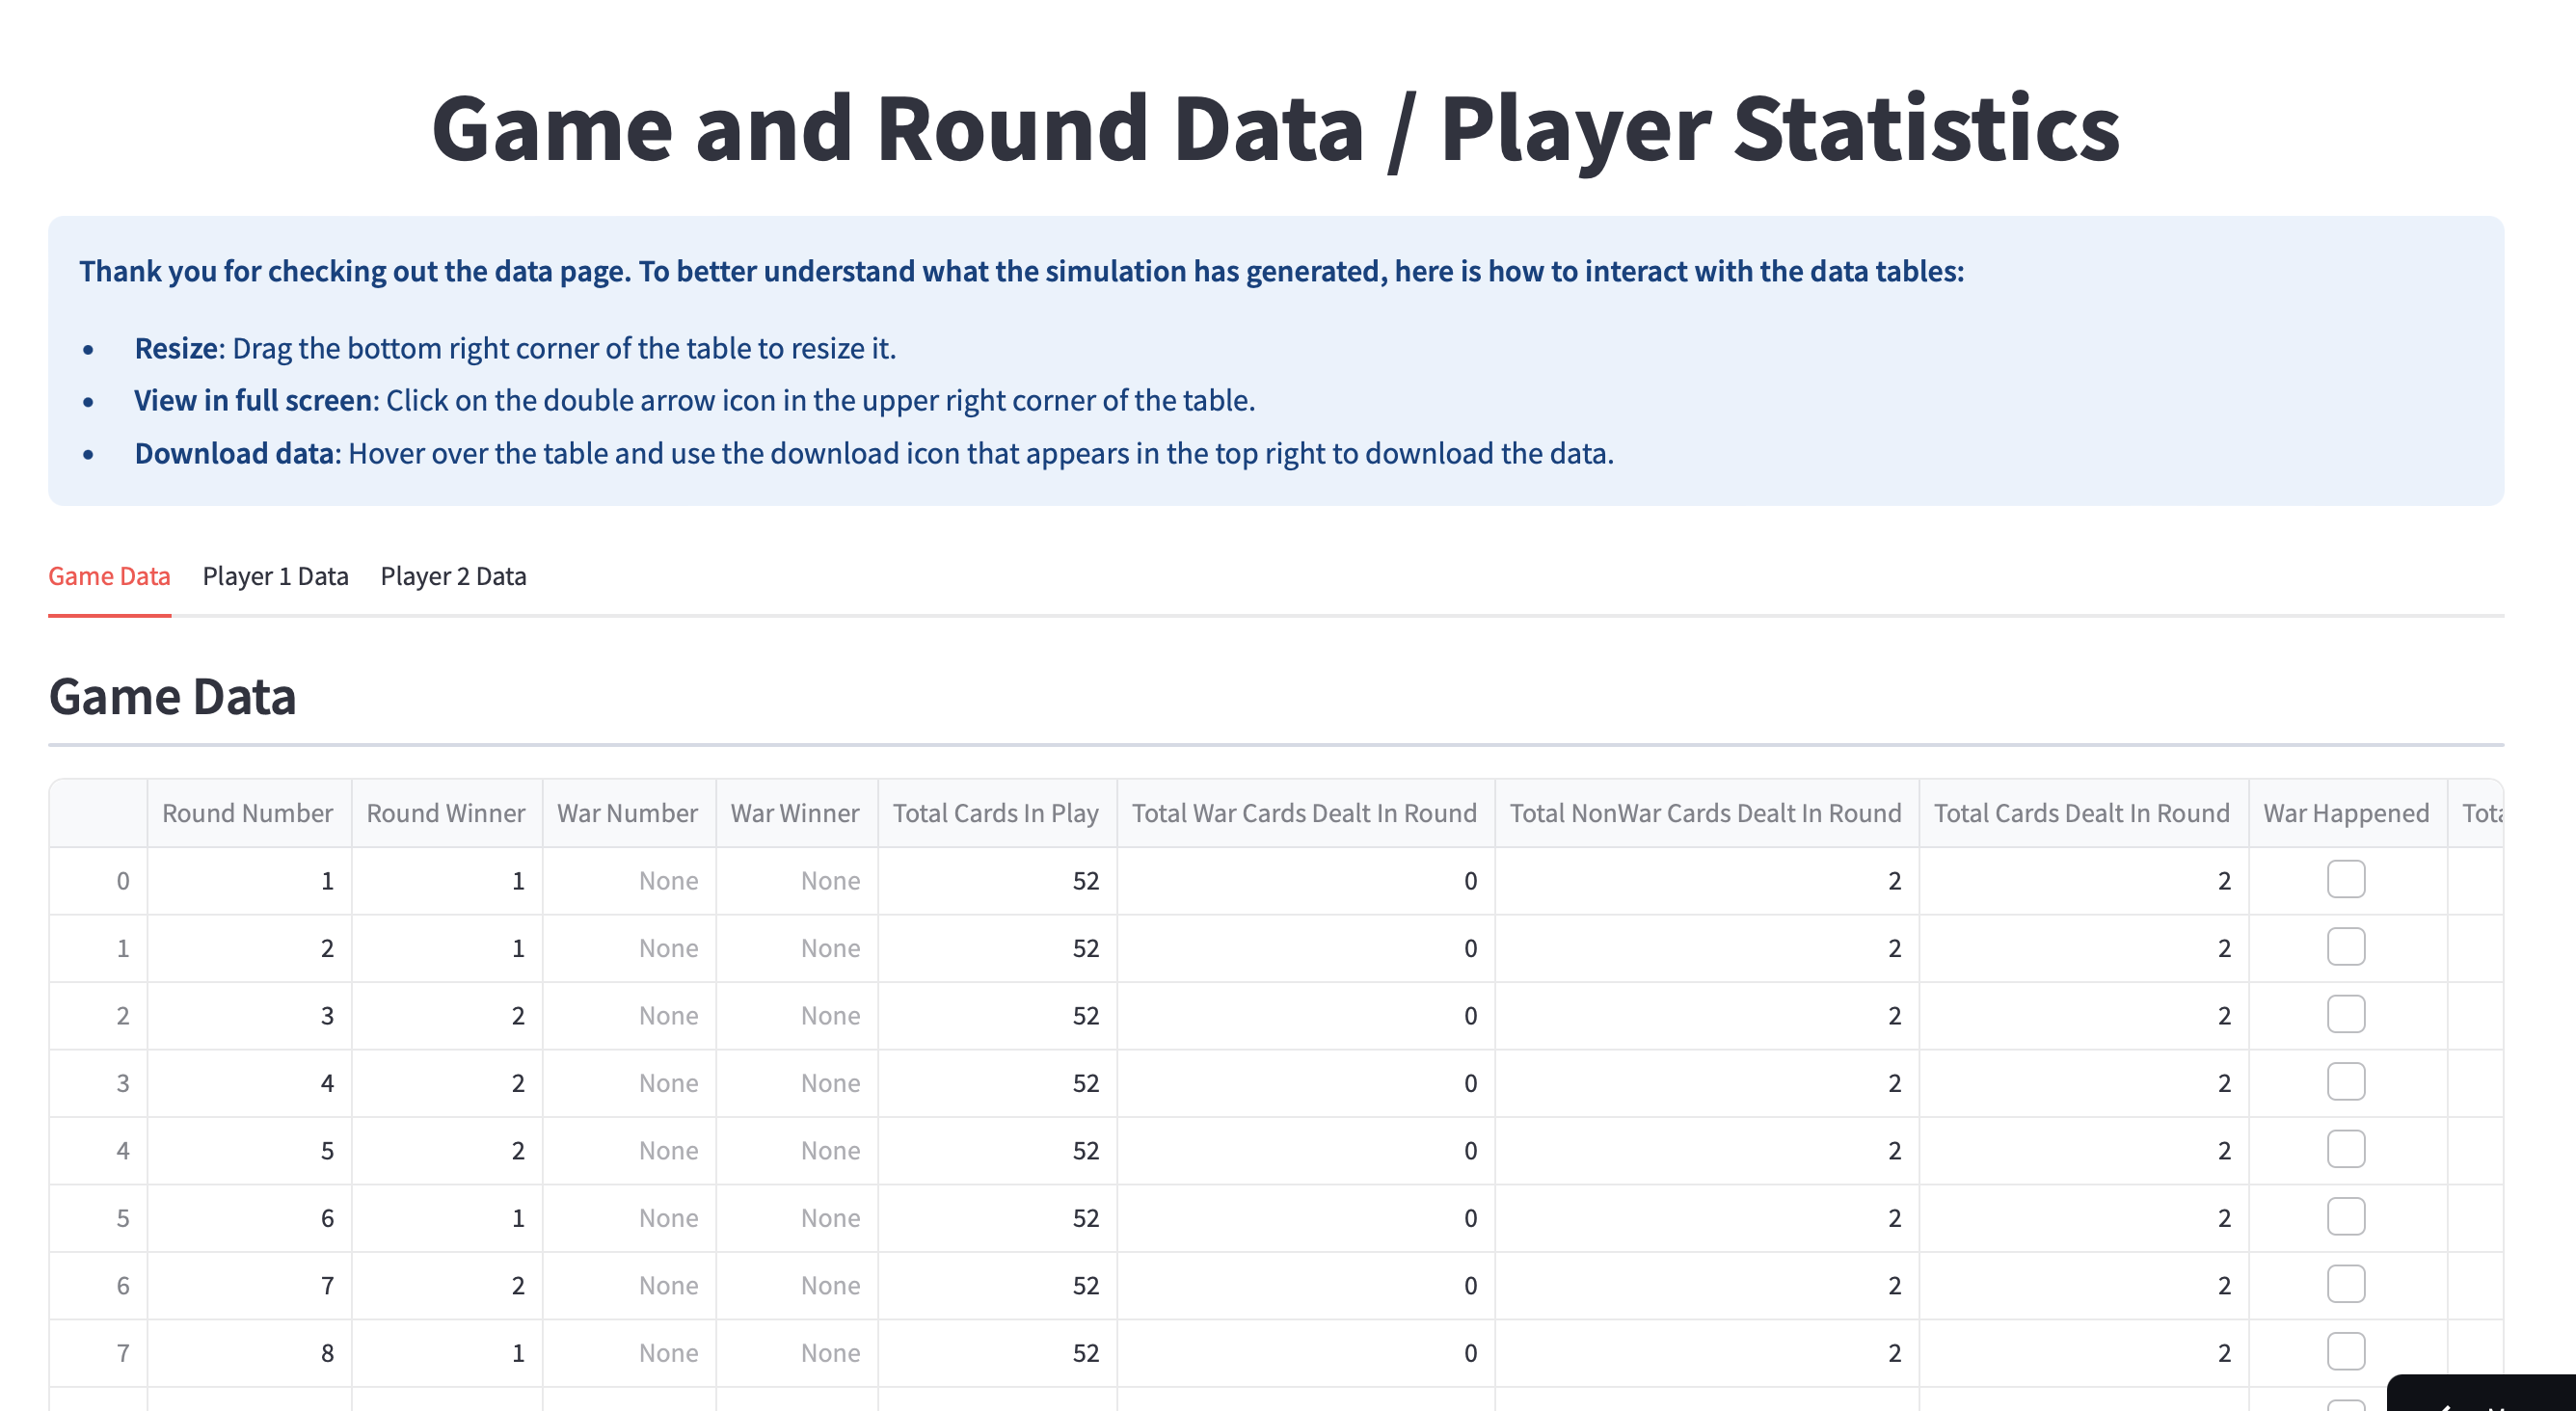 Game and Round Data / Player Statistics
Thank you for checking out the data page. To better understand what the simulation has generated, here is how to interact with the data tables:
• Resize: Drag the bottom right corner of the table to resize it.
• View in full screen: Click on the double arrow icon in the upper right corner of the table.
• Download data: Hover over the table and use the download icon that appears in the top right to download the data.
Game Data Player 1 Data Player 2 Data
Game Data
Round Number Round Winner War Number War Winner Total Cards In Play Total War Cards Dealt In Round Total NonWar Cards Dealt In Round Total Cards Dealt In Round War Happened
0 1 1 None None 52 0 2 2
1 2 1 None None 52 0 2 2
2 3 2 None None 52 0 2 2
3 4 2 None None 52 0 2 2
4 5 2 None None 52 0 2 2
5 6 1 None None 52 0 2 2
6 7 2 None None 52 0 2 2
7 8 1 None None 52 0 2 2